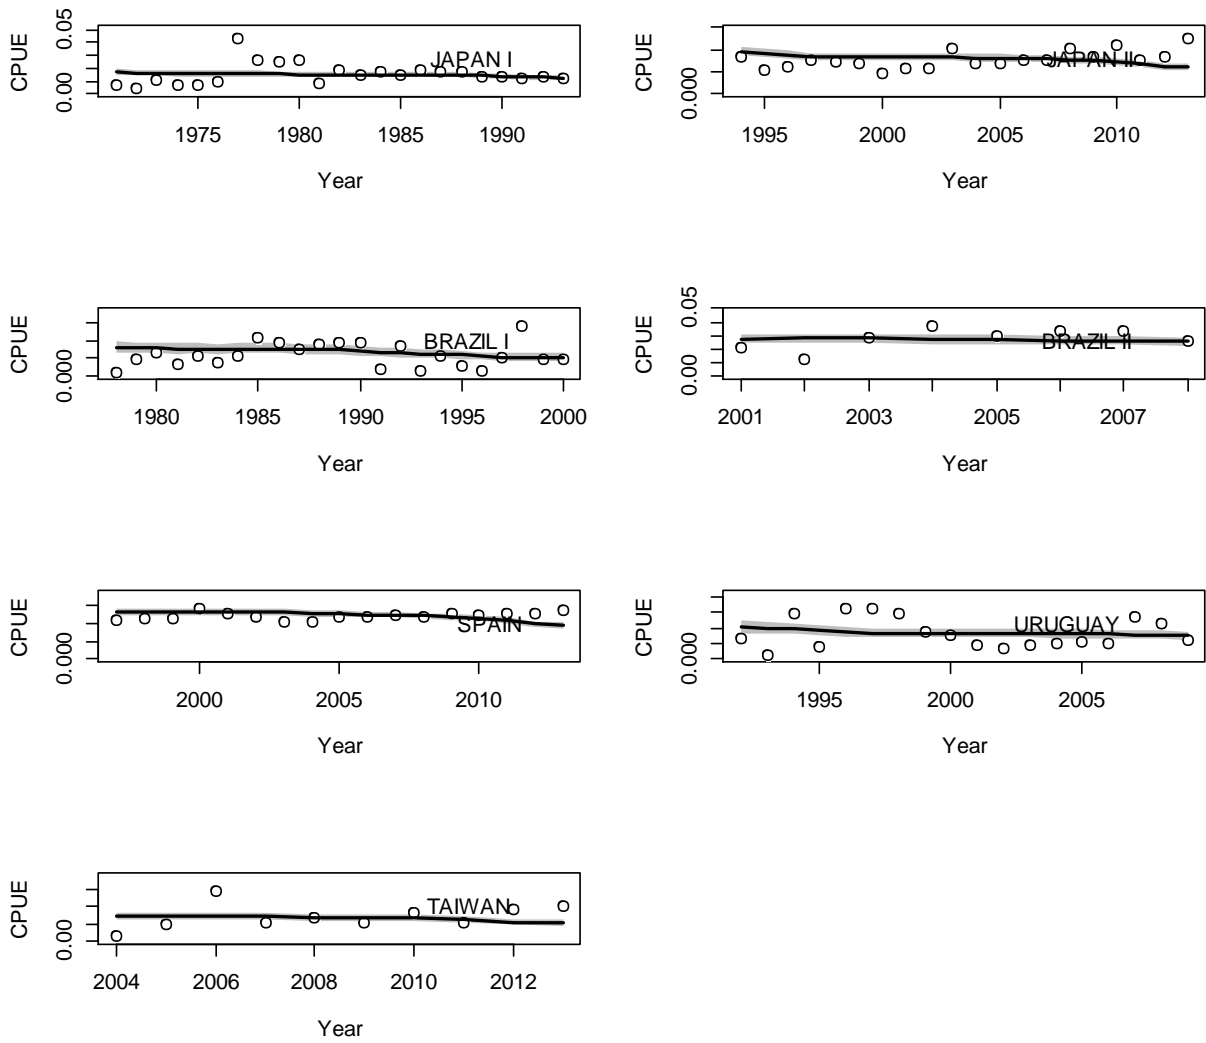 CPUE
0.05
0.00
JAPAN I
1975 1980 1985 1990
Year
CPUE
0.000
JAPAN II
1995 2000 2005 2010
Year
CPUE
0.000
BRAZIL I
1980 1985 1990 1995 2000
Year
CPUE
0.05
0.00
BRAZIL II
2001 2003 2005 2007
Year
CPUE
0.000
SPAIN
2000 2005 2010
Year
CPUE
0.000
URUGUAY
1995 2000 2005
Year
CPUE
0.00
TAIWAN
2004 2006 2008 2010 2012
Year